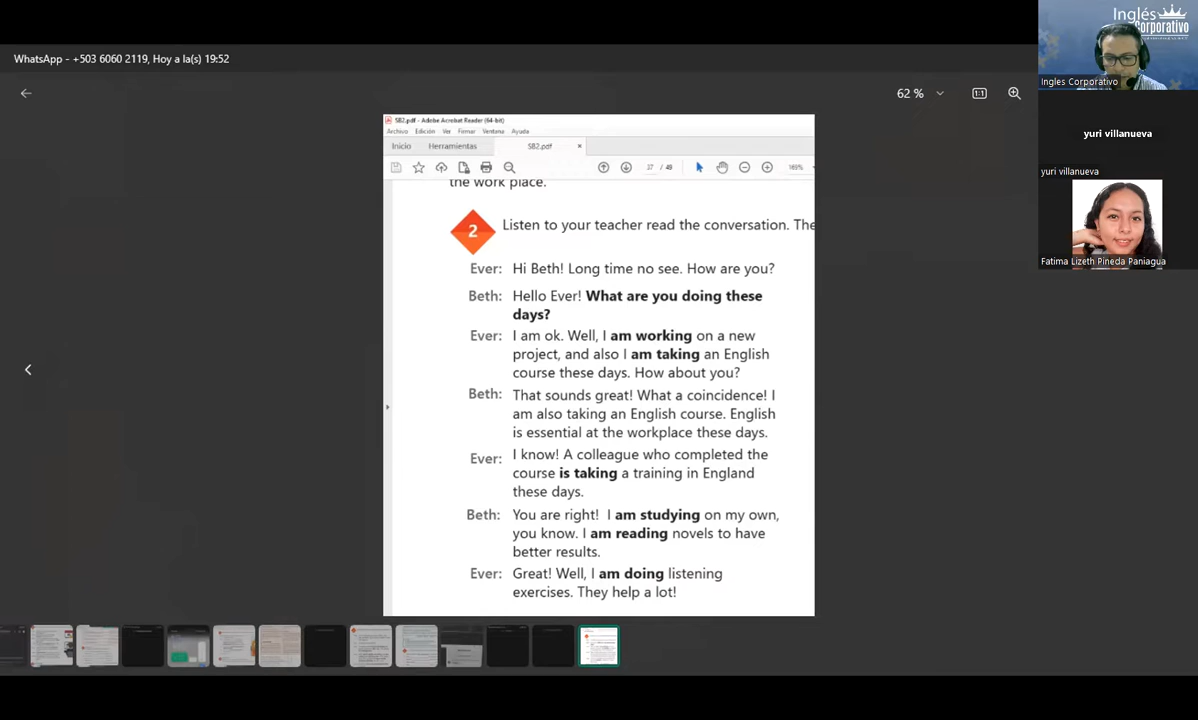 WhatsApp - +503 6060 2119, Hoy a la(s) 19:52
62 %
1:1
SB2.pdf - Adobe Acrobat Reader (64-bit)
Archivo Edición Ver Firmar Ventana Ayuda
Inicio Herramientas SB2.pdf ×
37 / 49 169%
the work place.
2 Listen to your teacher read the conversation. The
Ever: Hi Beth! Long time no see. How are you?
Beth: Hello Ever! What are you doing these
days?
Ever: I am ok. Well, I am working on a new
project, and also I am taking an English
course these days. How about you?
Beth: That sounds great! What a coincidence! I
am also taking an English course. English
is essential at the workplace these days.
Ever: I know! A colleague who completed the
course is taking a training in England
these days.
Beth: You are right! I am studying on my own,
you know. I am reading novels to have
better results.
Ever: Great! Well, I am doing listening
exercises. They help a lot!
Inglés
Corporativo
Ingles Corporativo
yuri villanueva
yuri villanueva
Fatima Lizeth Pineda Paniagua